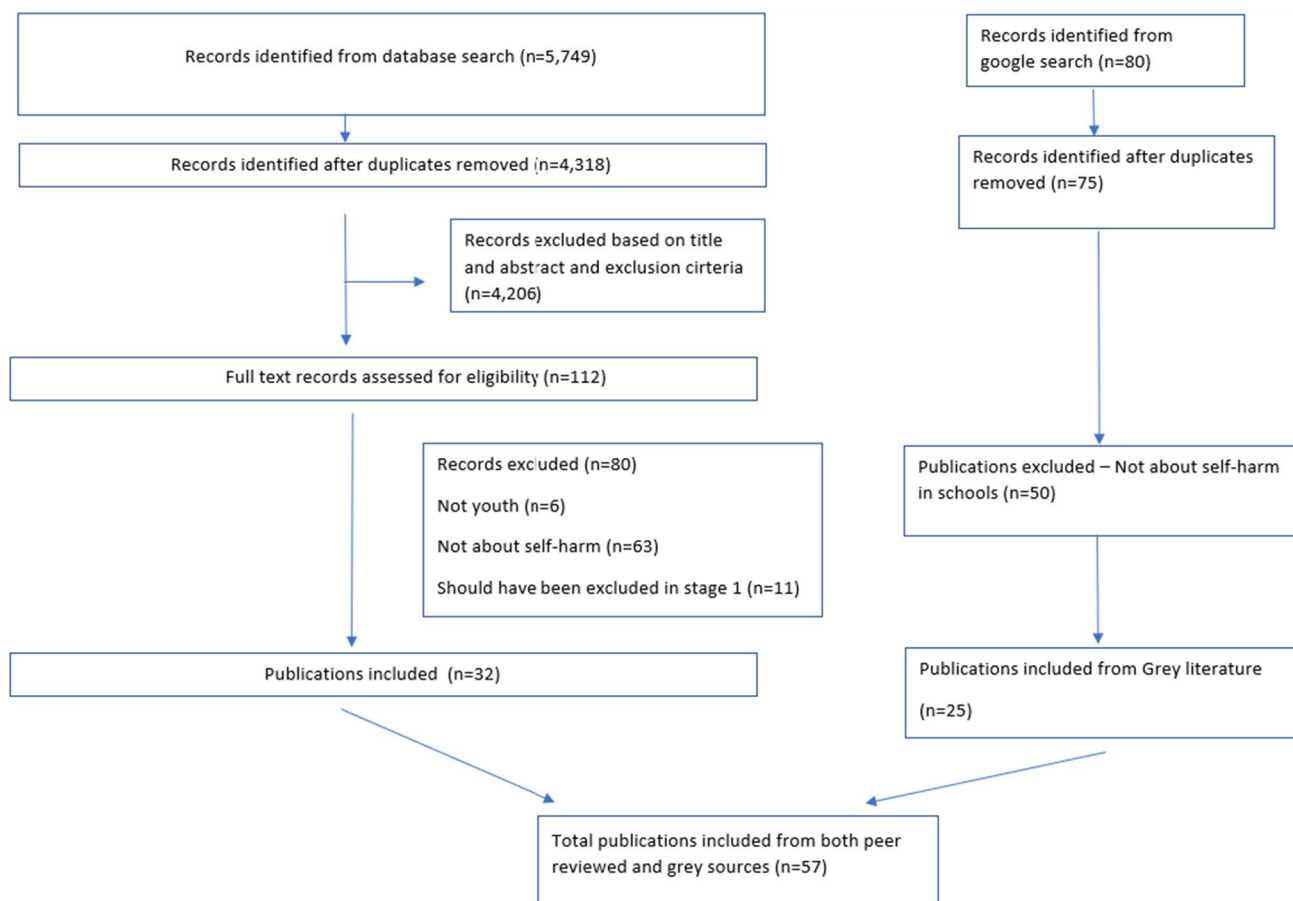 Records identified from database search (n=5,749)
Records identified after duplicates removed (n=4,318)
Records excluded based on title
and abstract and exclusion cirteria
(n=4,206)
Full text records assessed for eligibility (n=112)
Records excluded (n=80)
Not youth (n=6)
Not about self-harm (n=63)
Should have been excluded in stage 1 (n=11)
Publications included (n=32)
Records identified from
google search (n=80)
Records identified after duplicates
removed (n=75)
Publications excluded – Not about self-harm
in schools (n=50)
Publications included from Grey literature
(n=25)
Total publications included from both peer
reviewed and grey sources (n=57)